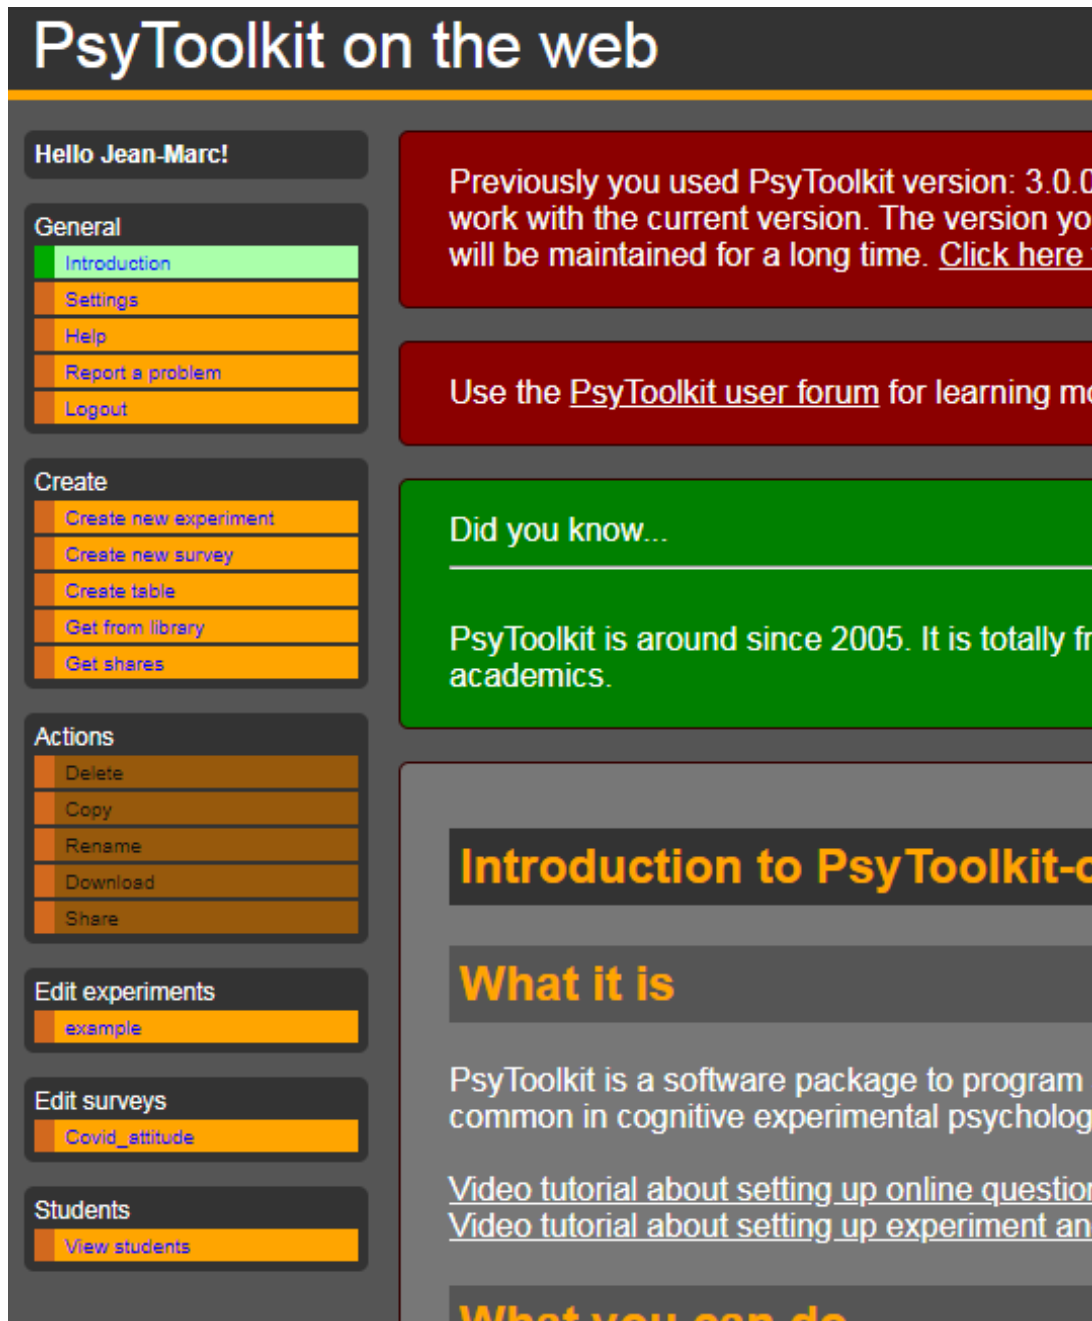 PsyToolkit on the web
Hello Jean-Marc!
General
Introduction
Settings
Help
Report a problem
Logout
Create
Create new experiment
Create new survey
Create table
Get from library
Get shares
Actions
Delete
Copy
Rename
Download
Share
Edit experiments
example
Edit surveys
Covid_attitude
Students
View students
Previously you used PsyToolkit version: 3.0.0
work with the current version. The version yo
will be maintained for a long time. Click here
Use the PsyToolkit user forum for learning mo
Did you know...
PsyToolkit is around since 2005. It is totally fr
academics.
Introduction to PsyToolkit-o
What it is
PsyToolkit is a software package to program
common in cognitive experimental psycholog
Video tutorial about setting up online question
Video tutorial about setting up experiment an
What you can do